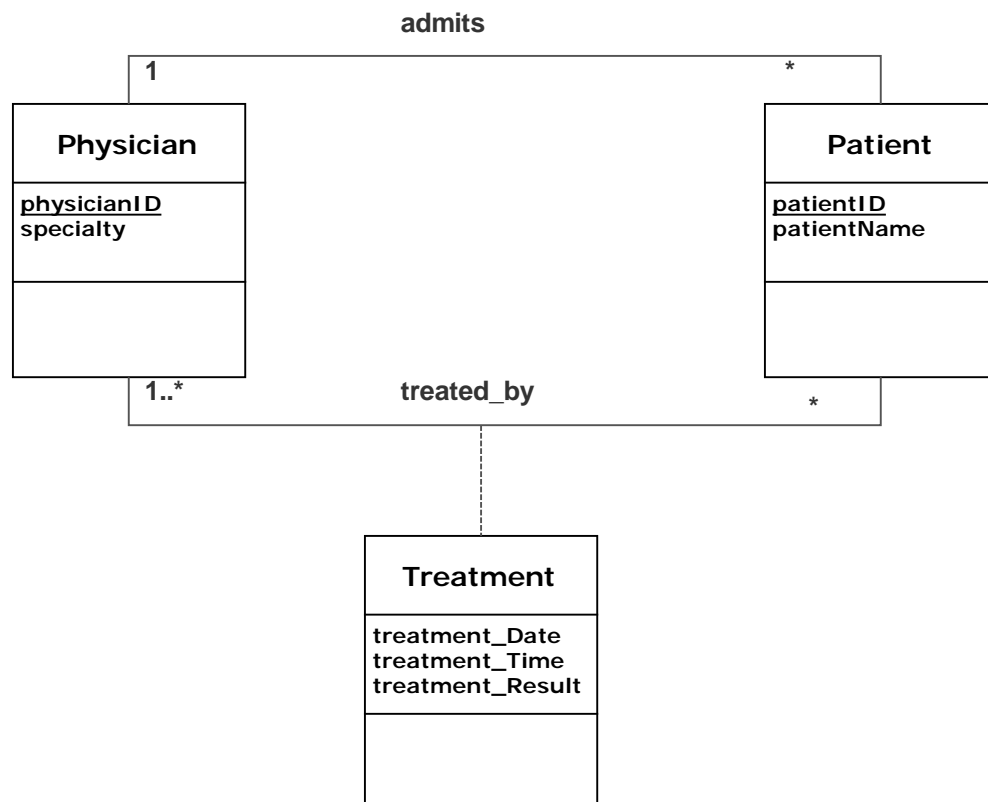 admits
1
*
Physician
physicianID
specialty
Patient
patientID
patientName
1..*
treated_by
*
Treatment
treatment_Date
treatment_Time
treatment_Result